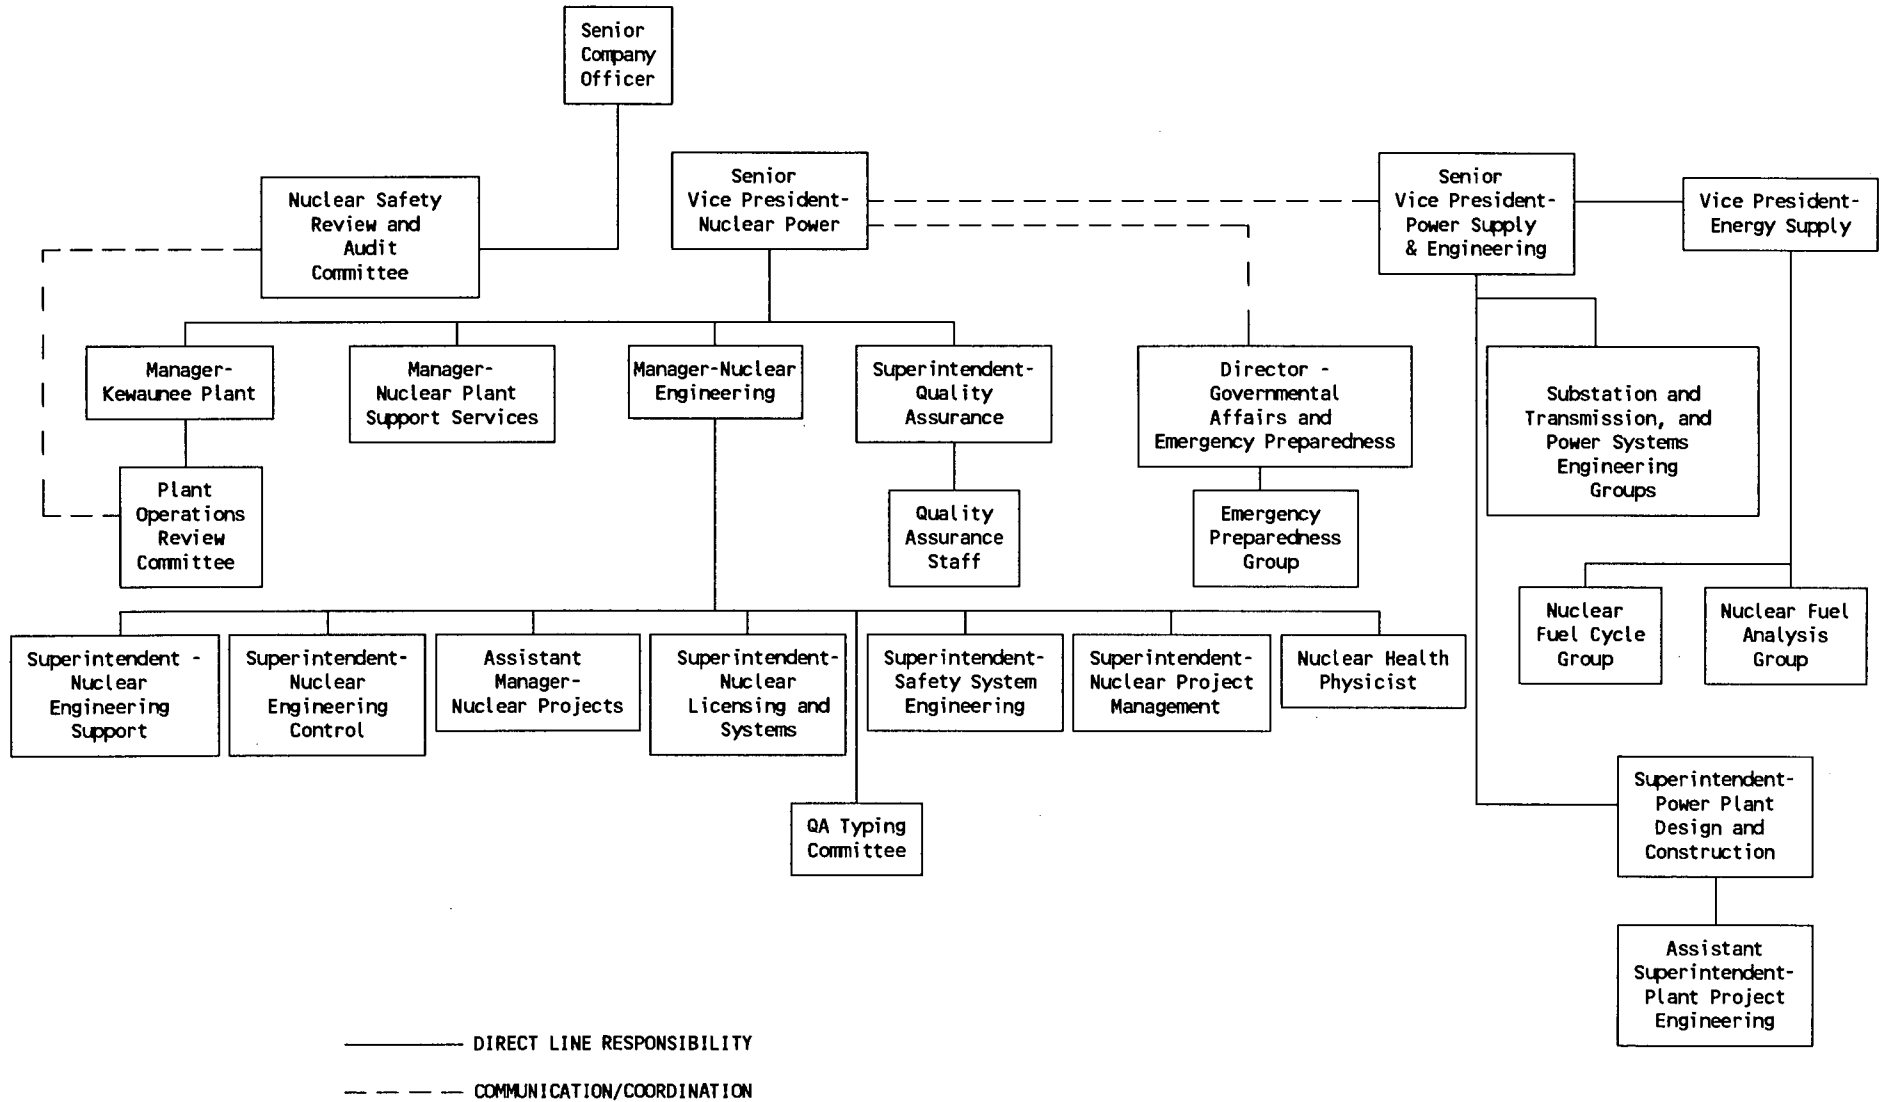 Senior
Company
Officer
Nuclear Safety
Review and
Audit
Committee
Senior
Vice President-
Nuclear Power
Senior
Vice President-
Power Supply
& Engineering
Vice President-
Energy Supply
Manager-
Kewaunee Plant
Manager-
Nuclear Plant
Support Services
Manager-Nuclear
Engineering
Superintendent-
Quality
Assurance
Director -
Governmental
Affairs and
Emergency Preparedness
Substation and
Transmission, and
Power Systems
Engineering
Groups
Plant
Operations
Review
Committee
Quality
Assurance
Staff
Emergency
Preparedness
Group
Nuclear
Fuel Cycle
Group
Nuclear Fuel
Analysis
Group
Superintendent -
Nuclear
Engineering
Support
Superintendent-
Nuclear
Engineering
Control
Assistant
Manager-
Nuclear Projects
Superintendent-
Nuclear
Licensing and
Systems
Superintendent-
Safety System
Engineering
Superintendent-
Nuclear Project
Management
Nuclear Health
Physicist
QA Typing
Committee
Superintendent-
Power Plant
Design and
Construction
Assistant
Superintendent-
Plant Project
Engineering
DIRECT LINE RESPONSIBILITY
COMMUNICATION/COORDINATION